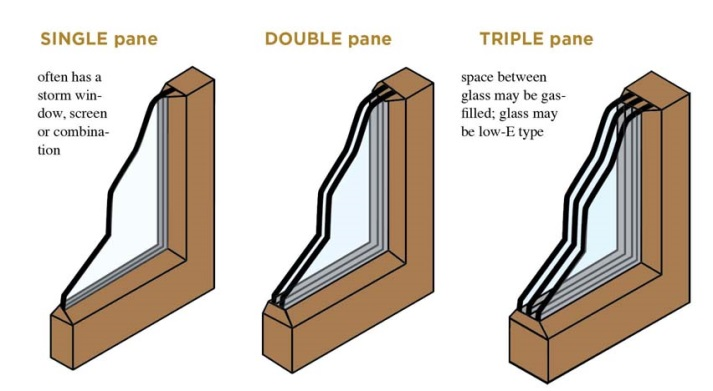 SINGLE pane
often has a
storm win-
dow, screen
or combina-
tion
DOUBLE pane
TRIPLE pane
space between
glass may be gas-
filled; glass may
be low-E type